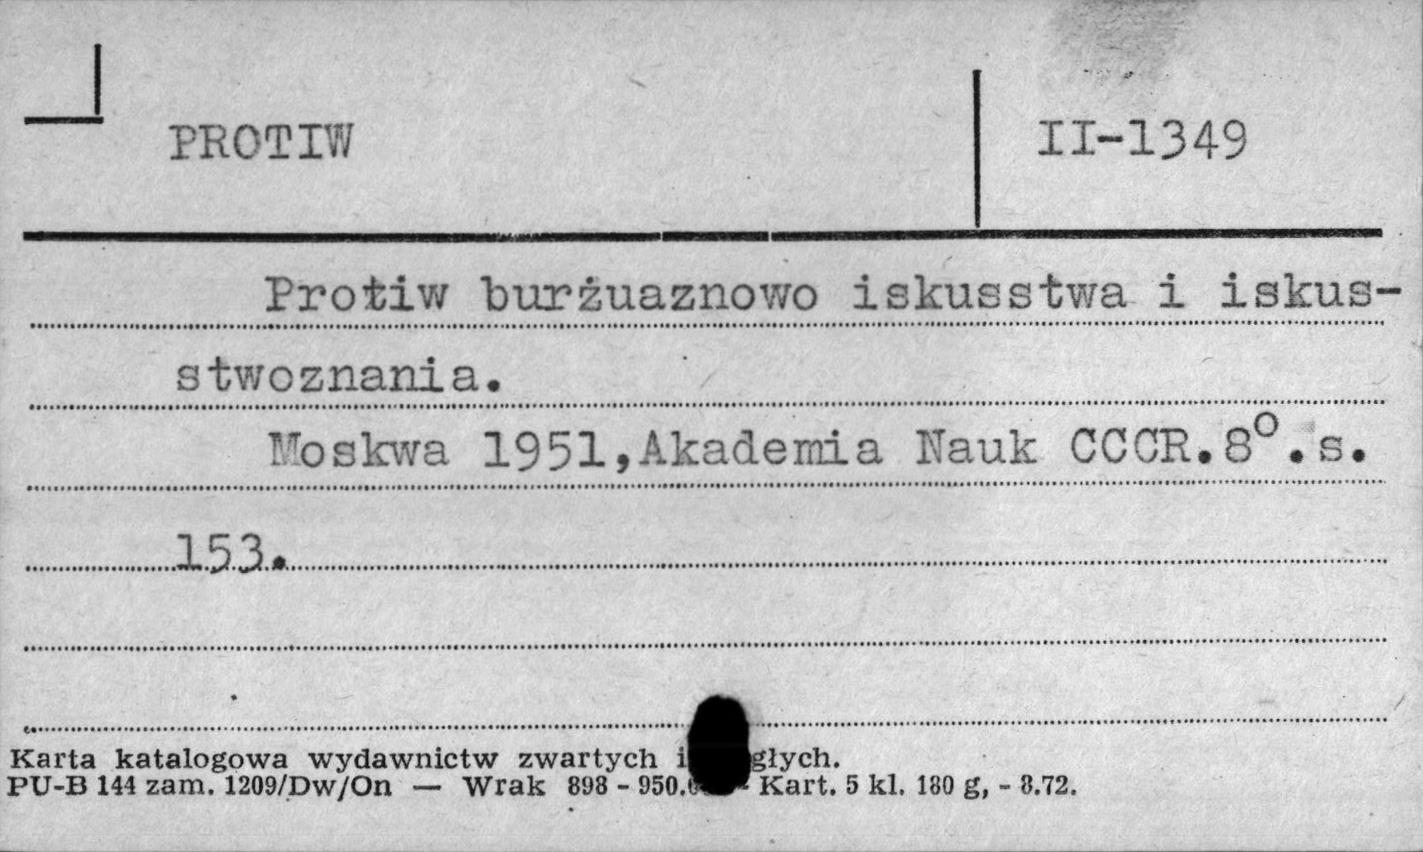 PROTIW
II-1349
Protiw burżuaznowo iskusstwa i iskus-
stwoznania.
Moskwa 1951,Akademia Nauk CCCR.8°.s.
153.
Karta katalogowa wydawnictw zwartych i głych.
PU-B 144 zam. 1209/Dw/On — Wrak 898 - 950. - Kart. 5 kl. 180 g, - 8.72.